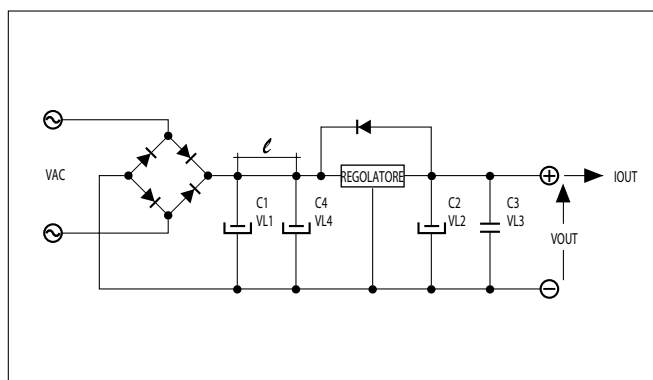 VAC
ℓ
C1
VL1
C4
VL4
REGOLATORE
C2
VL2
C3
VL3
IOUT
VOUT